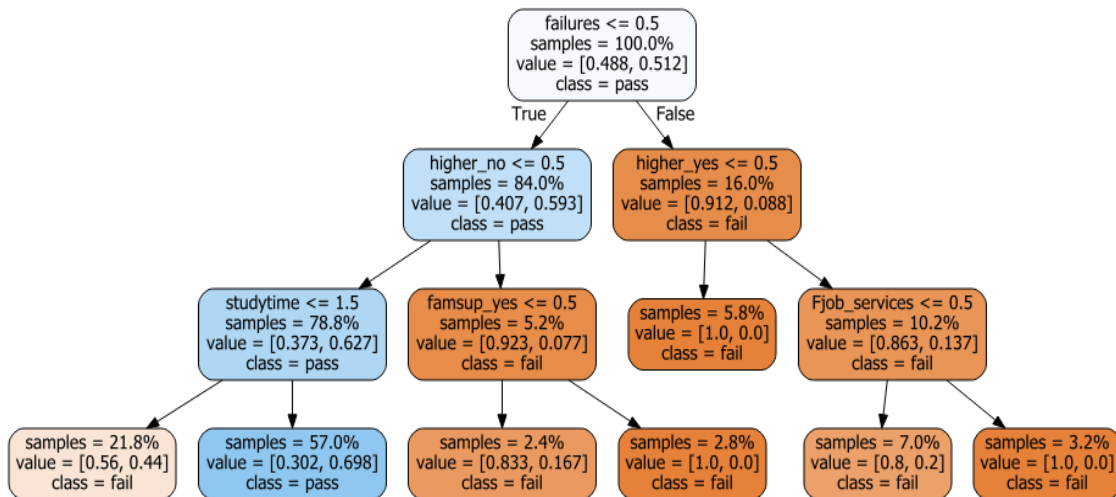 failures <= 0.5
samples = 100.0%
value = [0.488, 0.512]
class = pass
True
False
higher_no <= 0.5
samples = 84.0%
value = [0.407, 0.593]
class = pass
higher_yes <= 0.5
samples = 16.0%
value = [0.912, 0.088]
class = fail
studytime <= 1.5
samples = 78.8%
value = [0.373, 0.627]
class = pass
famsup_yes <= 0.5
samples = 5.2%
value = [0.923, 0.077]
class = fail
samples = 5.8%
value = [1.0, 0.0]
class = fail
Fjob_services <= 0.5
samples = 10.2%
value = [0.863, 0.137]
class = fail
samples = 21.8%
value = [0.56, 0.44]
class = fail
samples = 57.0%
value = [0.302, 0.698]
class = pass
samples = 2.4%
value = [0.833, 0.167]
class = fail
samples = 2.8%
value = [1.0, 0.0]
class = fail
samples = 7.0%
value = [0.8, 0.2]
class = fail
samples = 3.2%
value = [1.0, 0.0]
class = fail